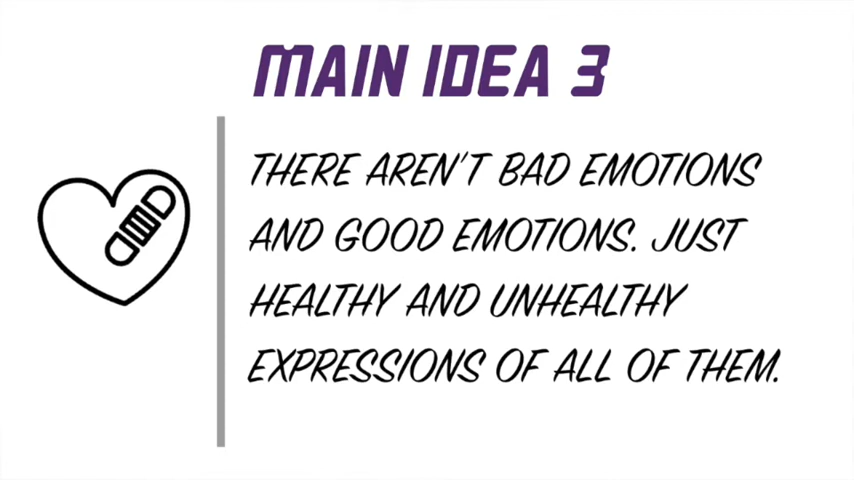 MAIN IDEA 3
THERE AREN'T BAD EMOTIONS
AND GOOD EMOTIONS. JUST
HEALTHY AND UNHEALTHY
EXPRESSIONS OF ALL OF THEM.